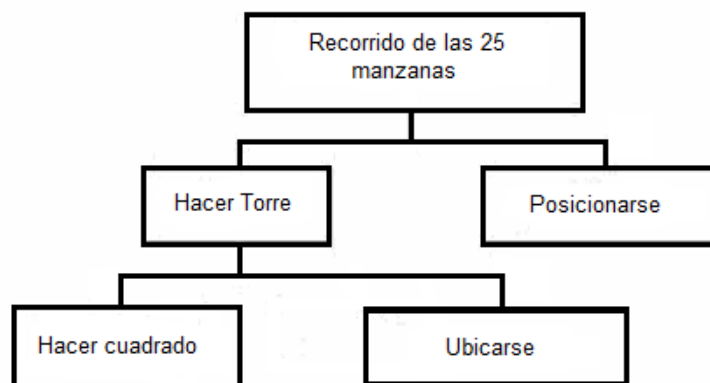 Recorrido de las 25
manzanas
Hacer Torre
Posicionarse
Hacer cuadrado
Ubicarse